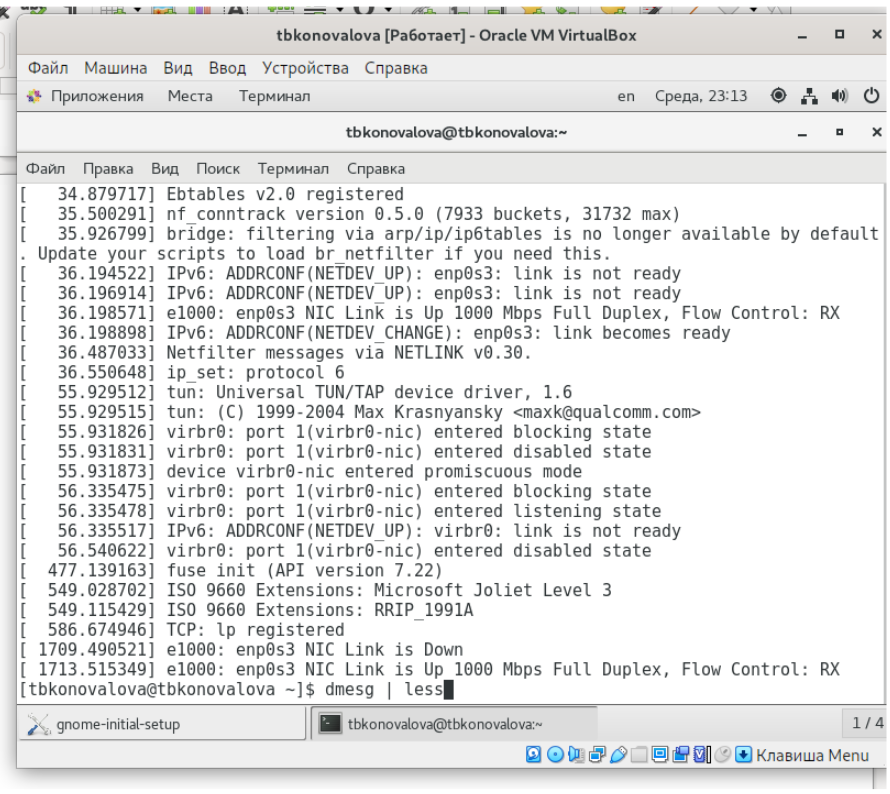 tbkonovalova [Работает] - Oracle VM VirtualBox
Файл Машина Вид Ввод Устройства Справка
Приложения Места Терминал en Среда, 23:13
tbkonovalova@tbkonovalova:~
Файл Правка Вид Поиск Терминал Справка
[   34.879717] Ebtables v2.0 registered
[   35.500291] nf_conntrack version 0.5.0 (7933 buckets, 31732 max)
[   35.926799] bridge: filtering via arp/ip/ip6tables is no longer available by default
. Update your scripts to load br_netfilter if you need this.
[   36.194522] IPv6: ADDRCONF(NETDEV_UP): enp0s3: link is not ready
[   36.196914] IPv6: ADDRCONF(NETDEV_UP): enp0s3: link is not ready
[   36.198571] e1000: enp0s3 NIC Link is Up 1000 Mbps Full Duplex, Flow Control: RX
[   36.198898] IPv6: ADDRCONF(NETDEV_CHANGE): enp0s3: link becomes ready
[   36.487033] Netfilter messages via NETLINK v0.30.
[   36.550648] ip_set: protocol 6
[   55.929512] tun: Universal TUN/TAP device driver, 1.6
[   55.929515] tun: (C) 1999-2004 Max Krasnyansky <maxk@qualcomm.com>
[   55.931826] virbr0: port 1(virbr0-nic) entered blocking state
[   55.931831] virbr0: port 1(virbr0-nic) entered disabled state
[   55.931873] device virbr0-nic entered promiscuous mode
[   56.335475] virbr0: port 1(virbr0-nic) entered blocking state
[   56.335478] virbr0: port 1(virbr0-nic) entered listening state
[   56.335517] IPv6: ADDRCONF(NETDEV_UP): virbr0: link is not ready
[   56.540622] virbr0: port 1(virbr0-nic) entered disabled state
[  477.139163] fuse init (API version 7.22)
[  549.028702] ISO 9660 Extensions: Microsoft Joliet Level 3
[  549.115429] ISO 9660 Extensions: RRIP_1991A
[  586.674946] TCP: lp registered
[ 1709.490521] e1000: enp0s3 NIC Link is Down
[ 1713.515349] e1000: enp0s3 NIC Link is Up 1000 Mbps Full Duplex, Flow Control: RX
[tbkonovalova@tbkonovalova ~]$ dmesg | less
gnome-initial-setup tbkonovalova@tbkonovalova:~ 1 / 4
Клавиша Menu